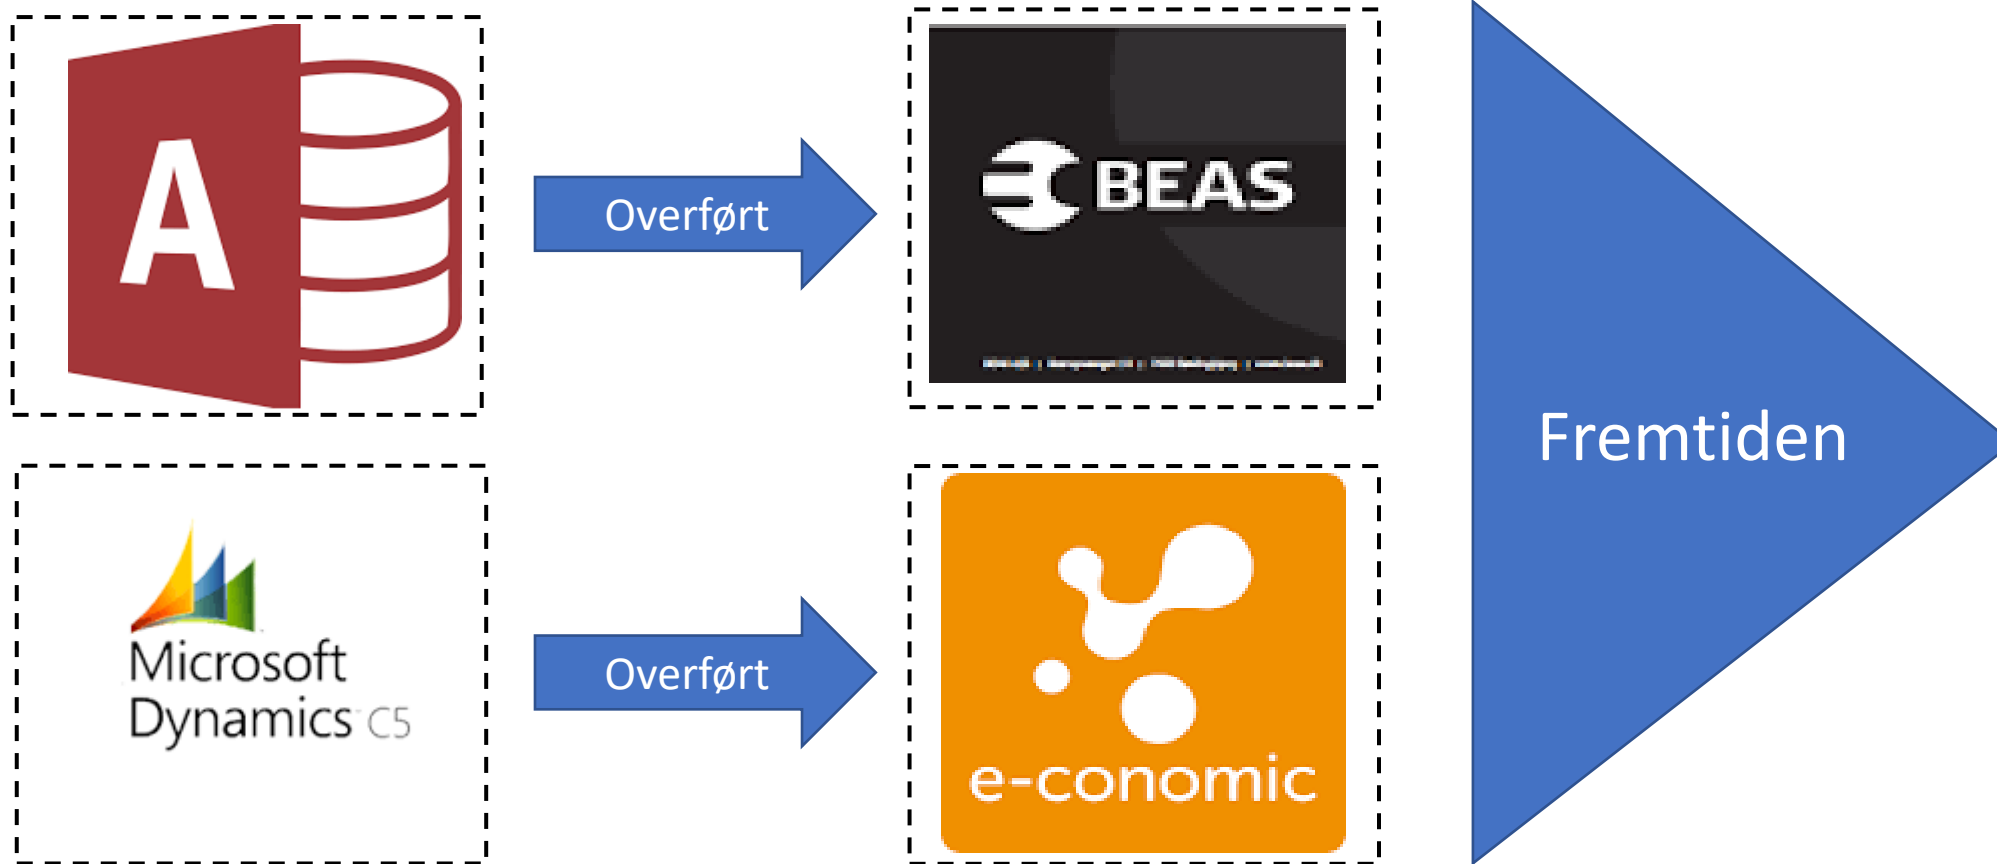 A
Overført
BEAS
Fremtiden
Microsoft
Dynamics C5
Overført
e-conomic